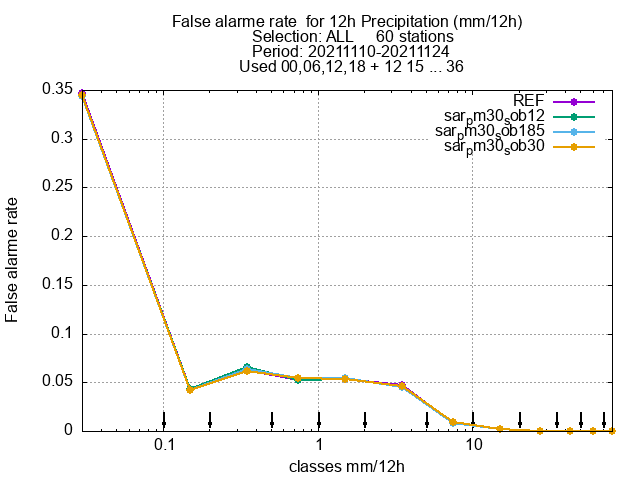 False alarme rate  for 12h Precipitation (mm/12h)
Selection: ALL     60 stations
Period: 20211110-20211124
Used 00,06,12,18 + 12 15 ... 36
REF
sar_pm30_sob12
sar_pm30_sob185
sar_pm30_sob30
0.35
0.3
0.25
0.2
0.15
0.1
0.05
0
False alarme rate
0.1
1
10
classes mm/12h